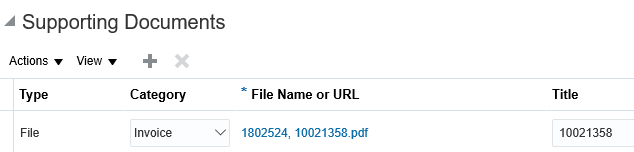 Supporting Documents
Actions View
Type Category * File Name or URL Title
File Invoice 1802524, 10021358.pdf 10021358